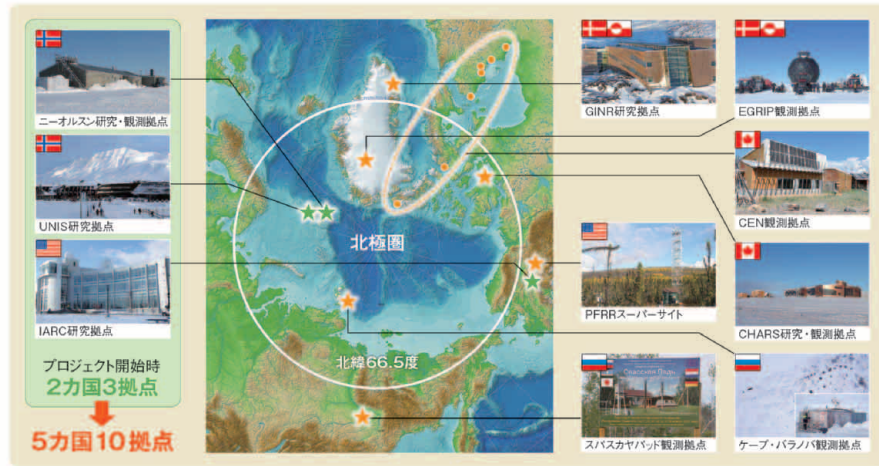 ニーオルスン研究・観測拠点
UNIS研究拠点
IARC研究拠点
プロジェクト開始時
2カ国3拠点
5カ国10拠点
北極圏
北緯66.5度
GINR研究拠点
EGRIP観測拠点
CEN観測拠点
PFRRスーパーサイト
CHARS研究・観測拠点
スパスカヤパッド観測拠点
ケープ・バラノバ観測拠点